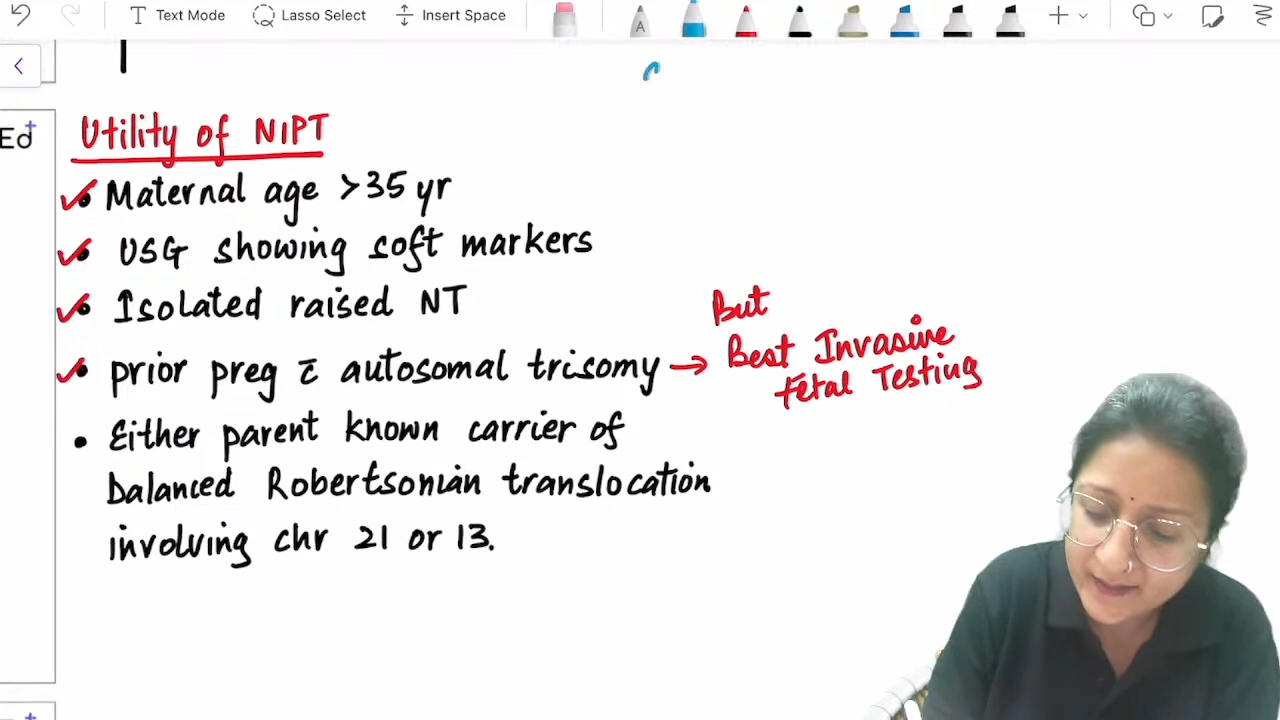 Text Mode
Lasso Select
Insert Space
A
Ed
Utility of NIPT
• Maternal age >35 yr
• USG showing soft markers
• Isolated raised NT
• prior preg c̄ autosomal trisomy → But
Best Invasive
fetal Testing
• Either parent known carrier of
balanced Robertsonian translocation
involving chr 21 or 13.